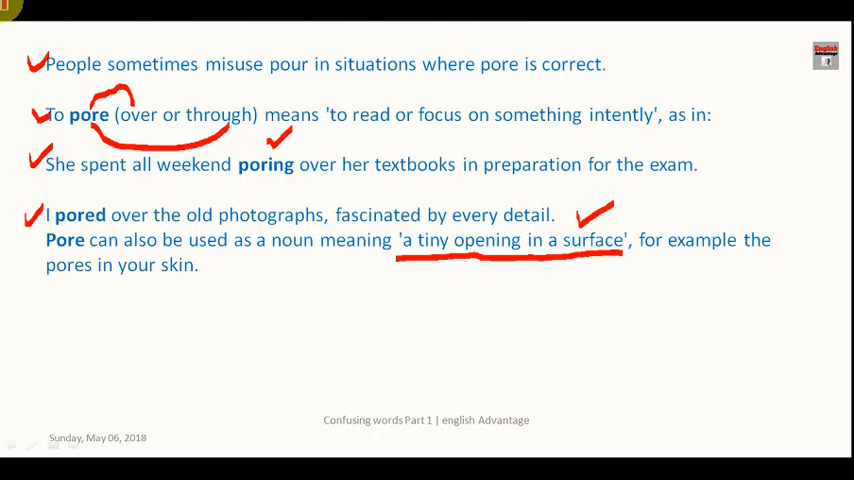 People sometimes misuse pour in situations where pore is correct.
English
Advantage
To pore (over or through) means 'to read or focus on something intently', as in:
She spent all weekend poring over her textbooks in preparation for the exam.
I pored over the old photographs, fascinated by every detail.
Pore can also be used as a noun meaning 'a tiny opening in a surface', for example the
pores in your skin.
Confusing words Part 1 | english Advantage
Sunday, May 06, 2018